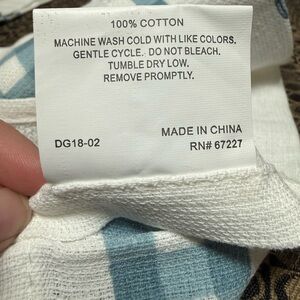 100% COTTON
MACHINE WASH COLD WITH LIKE COLORS.
GENTLE CYCLE. DO NOT BLEACH.
TUMBLE DRY LOW.
REMOVE PROMPTLY.
MADE IN CHINA
DG18-02 RN# 67227